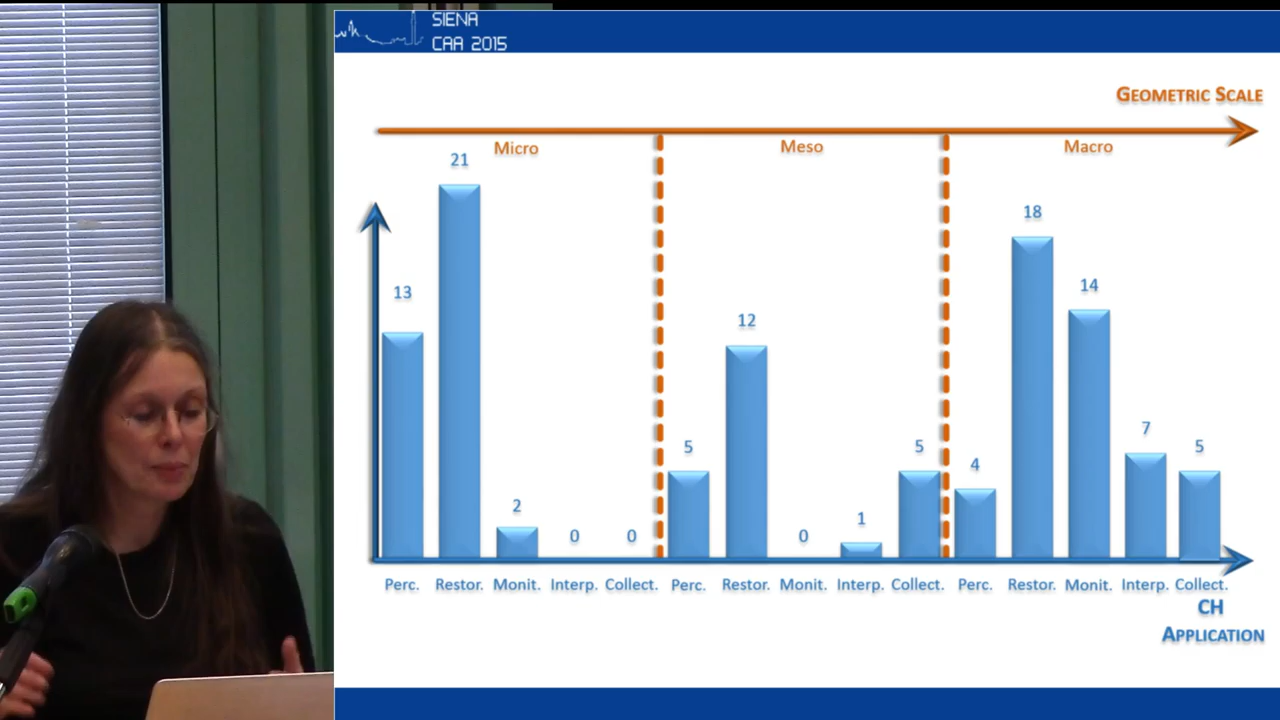 SIENA
CAA 2015
GEOMETRIC SCALE
Micro
Meso
Macro
13
21
2
0
0
5
12
0
1
5
4
18
14
7
5
Perc. Restor. Monit. Interp. Collect. Perc. Restor. Monit. Interp. Collect. Perc. Restor. Monit. Interp. Collect.
CH
APPLICATION